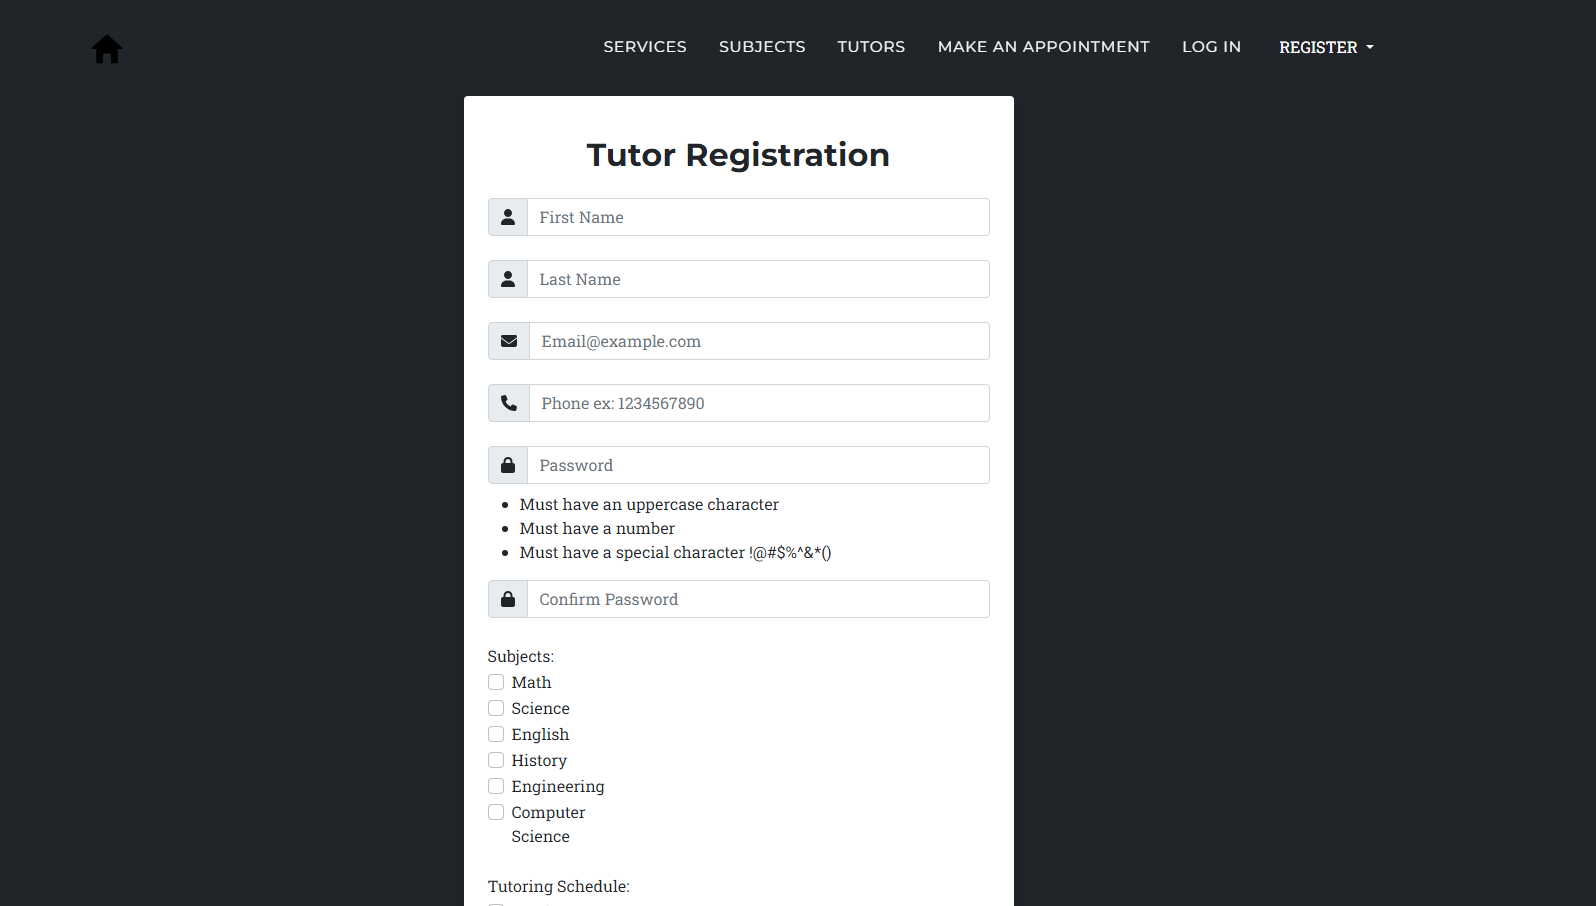 SERVICES SUBJECTS TUTORS MAKE AN APPOINTMENT LOG IN REGISTER
Tutor Registration
First Name
Last Name
Email@example.com
Phone ex: 1234567890
Password
Must have an uppercase character
Must have a number
Must have a special character !@#$%^&*()
Confirm Password
Subjects:
Math
Science
English
History
Engineering
Computer
Science
Tutoring Schedule: